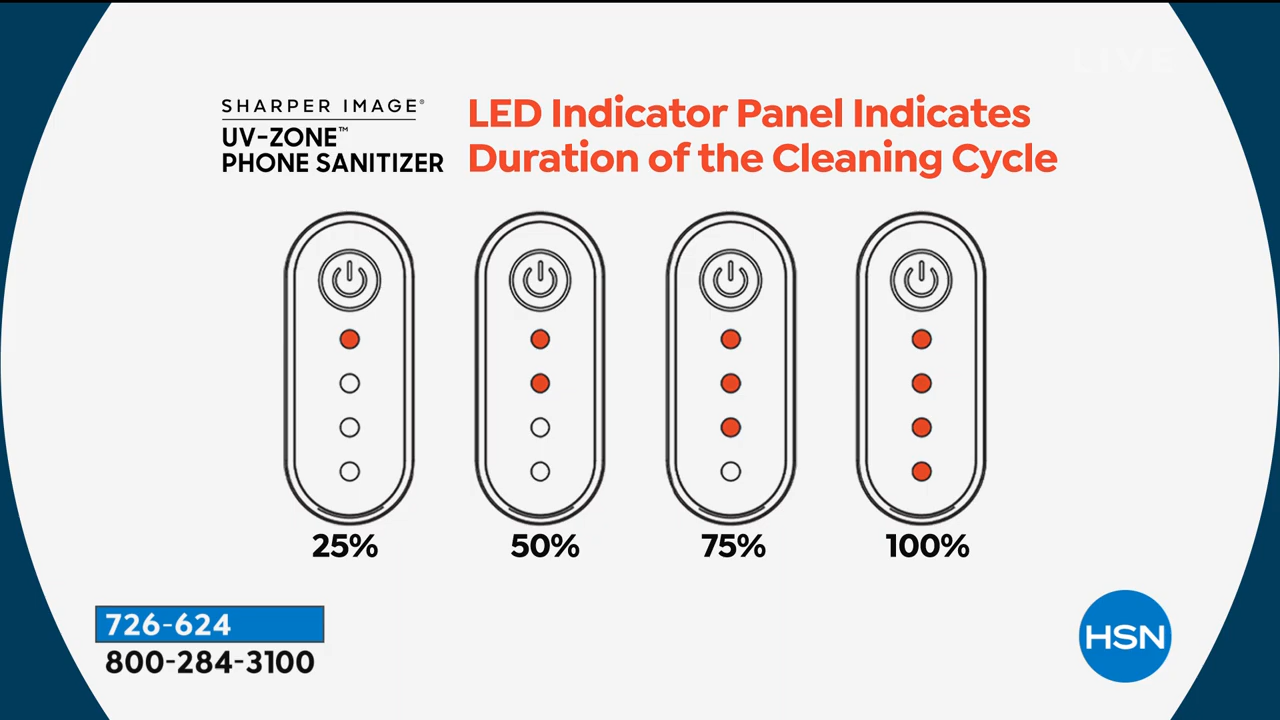 LIVE
SHARPER IMAGE®
UV-ZONE™
PHONE SANITIZER
LED Indicator Panel Indicates
Duration of the Cleaning Cycle
25% 50% 75% 100%
726-624
800-284-3100
HSN